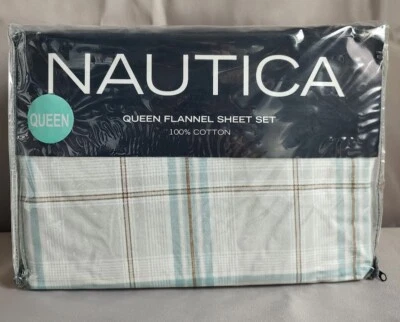 NAUTICA
QUEEN
QUEEN FLANNEL SHEET SET
100% COTTON